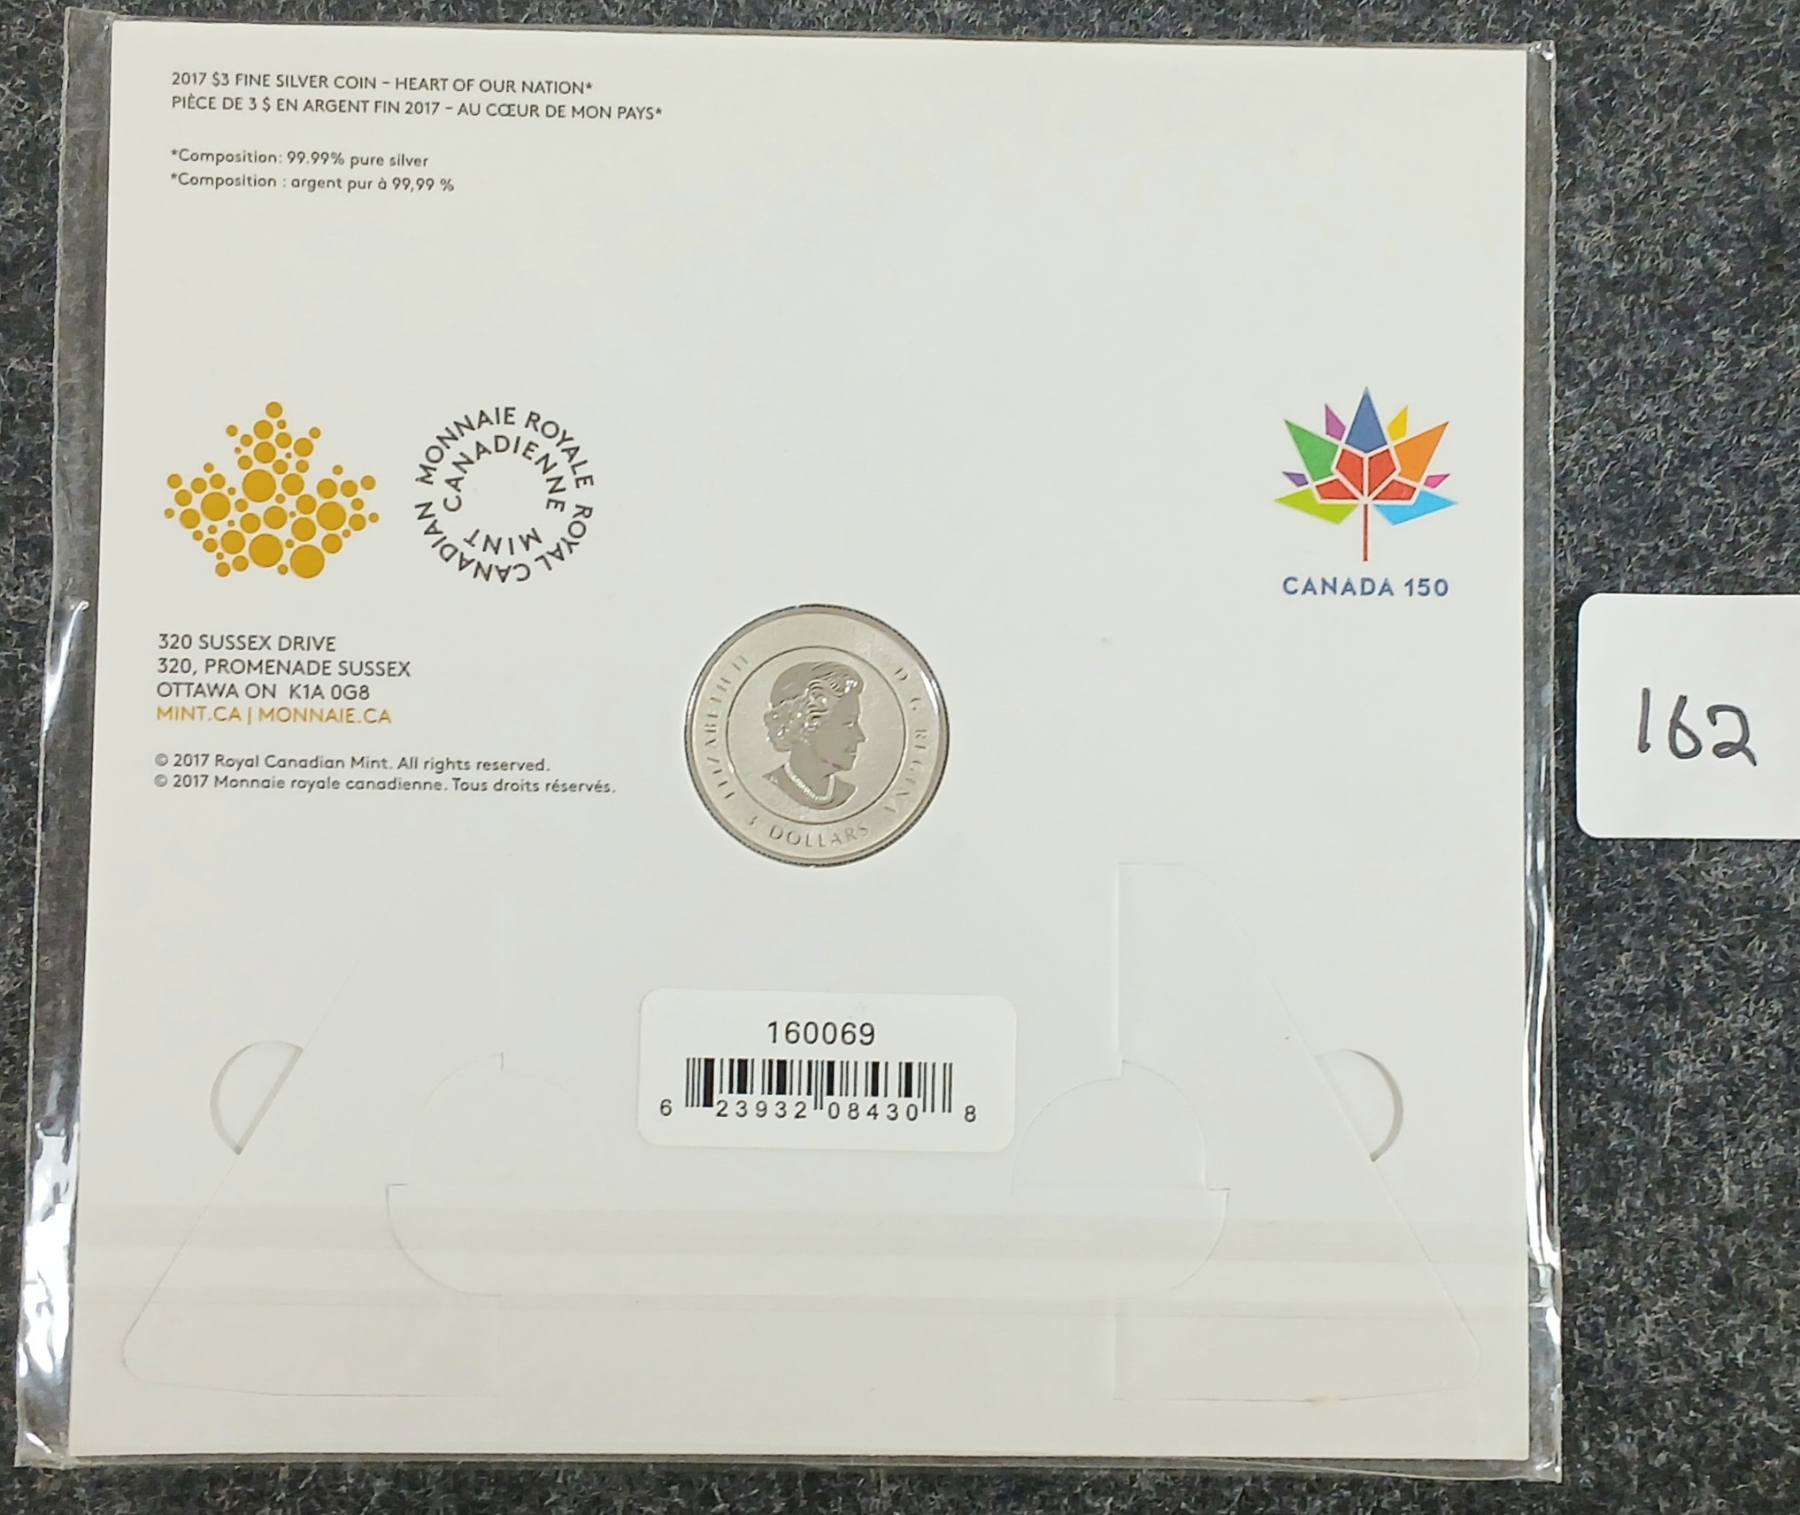 2017 $3 FINE SILVER COIN – HEART OF OUR NATION*
PIÈCE DE 3 $ EN ARGENT FIN 2017 – AU CŒUR DE MON PAYS*
*Composition: 99.99% pure silver
*Composition : argent pur à 99,99 %
MONNAIE ROYALE CANADIENNE
ROYAL CANADIAN MINT
CANADA 150
320 SUSSEX DRIVE
320, PROMENADE SUSSEX
OTTAWA ON K1A 0G8
MINT.CA | MONNAIE.CA
© 2017 Royal Canadian Mint. All rights reserved.
© 2017 Monnaie royale canadienne. Tous droits réservés.
ELIZABETH II D G REGINA
3 DOLLARS
162
160069
6 23932 08430 8